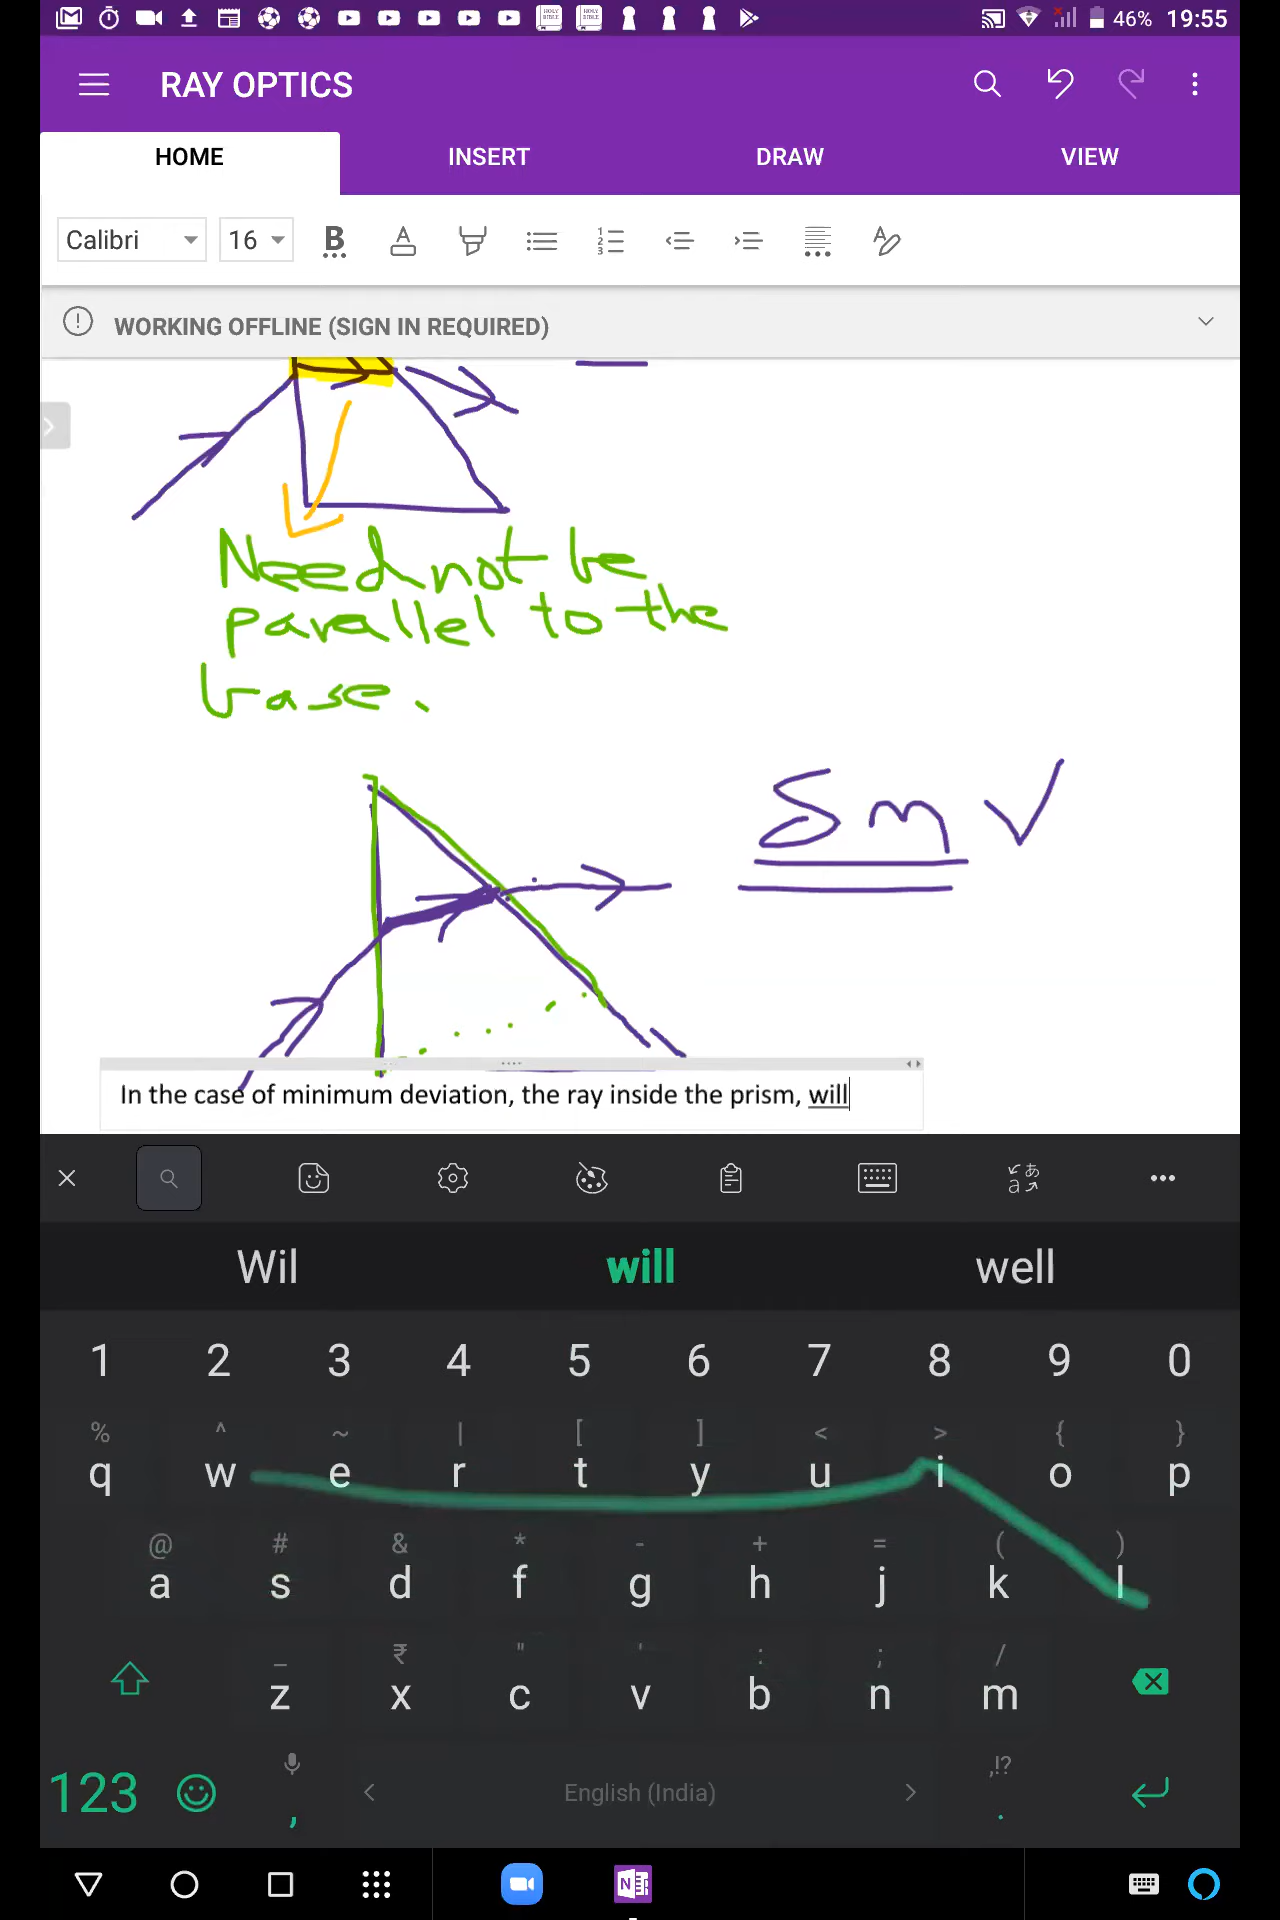 46% 19:55
RAY OPTICS
HOME INSERT DRAW VIEW
Calibri 16 B A
WORKING OFFLINE (SIGN IN REQUIRED)
Need not be
parallel to the
base.
δm ✓
In the case of minimum deviation, the ray inside the prism, will
Wil will well
1 2 3 4 5 6 7 8 9 0
% ^ ~ | [ ] < > { }
q w e r t y u i o p
@ # & * - + = ( )
a s d f g h j k l
_ ₹ " ' : ; /
z x c v b n m
,!?
123 , English (India) .